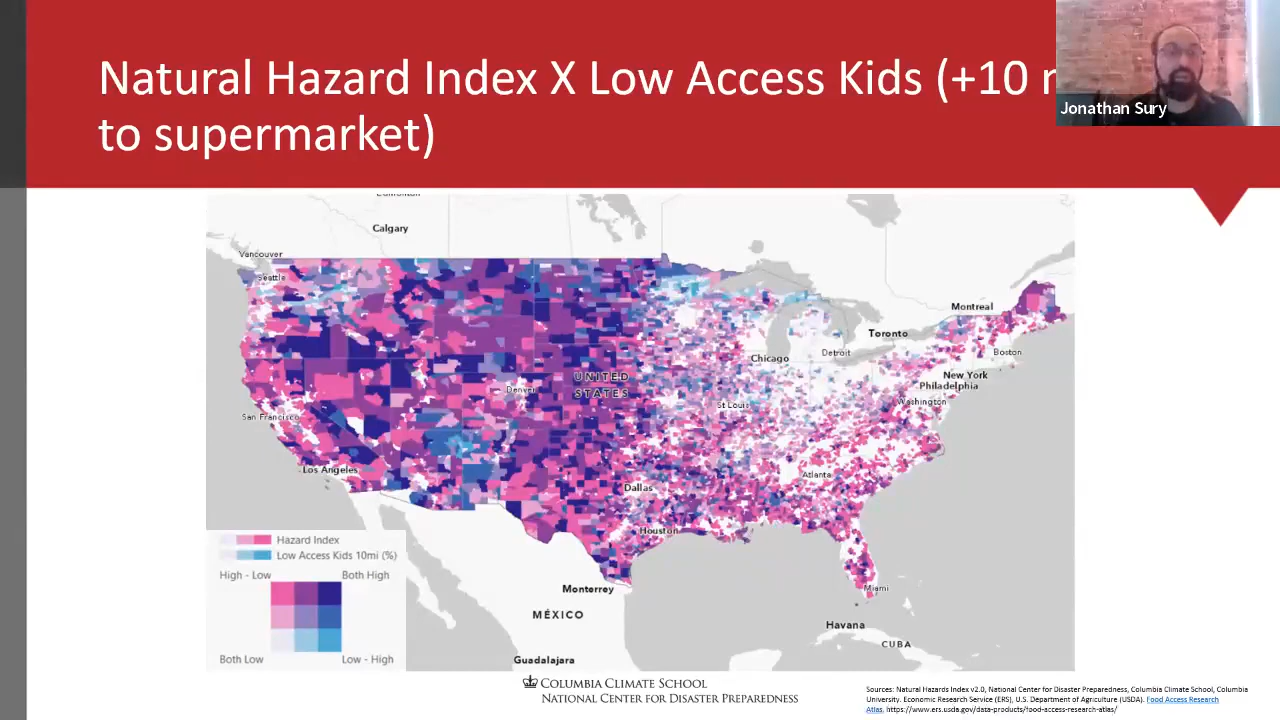 Natural Hazard Index X Low Access Kids (+10
to supermarket)
Jonathan Sury
Calgary
Vancouver
Seattle
Montreal
Toronto
Boston
Chicago
Detroit
New York
Philadelphia
UNITED
STATES
Denver
Washington
St Louis
San Francisco
Los Angeles
Atlanta
Dallas
Houston
Hazard Index
Low Access Kids 10mi (%)
High - Low
Both High
Monterrey
Miami
MÉXICO
Havana
CUBA
Both Low
Low - High
Guadalajara
COLUMBIA CLIMATE SCHOOL
NATIONAL CENTER FOR DISASTER PREPAREDNESS
Sources: Natural Hazards Index v2.0, National Center for Disaster Preparedness, Columbia Climate School, Columbia
University. Economic Research Service (ERS), U.S. Department of Agriculture (USDA). Food Access Research
Atlas, https://www.ers.usda.gov/data-products/food-access-research-atlas/